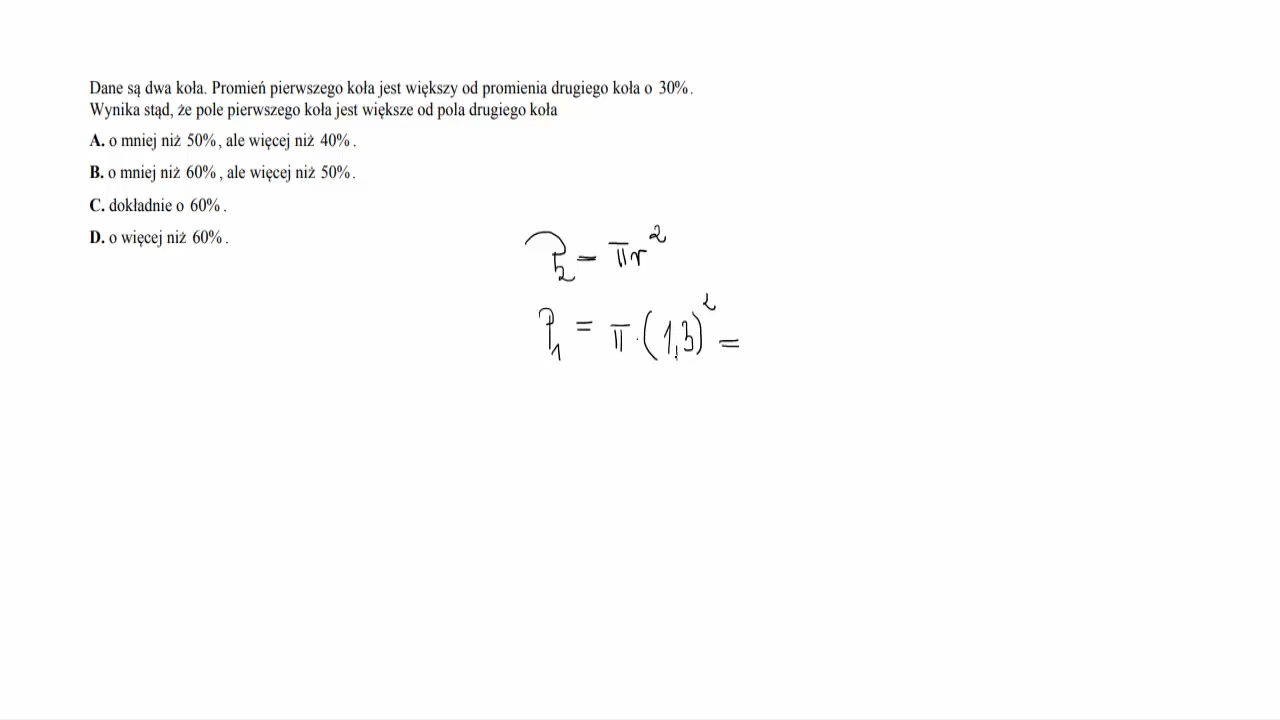 Dane są dwa koła. Promień pierwszego koła jest większy od promienia drugiego koła o 30%.
Wynika stąd, że pole pierwszego koła jest większe od pola drugiego koła
A. o mniej niż 50%, ale więcej niż 40%.
B. o mniej niż 60%, ale więcej niż 50%.
C. dokładnie o 60%.
D. o więcej niż 60%.
P₂ = πr²
P₁ = π·(1,3)² =